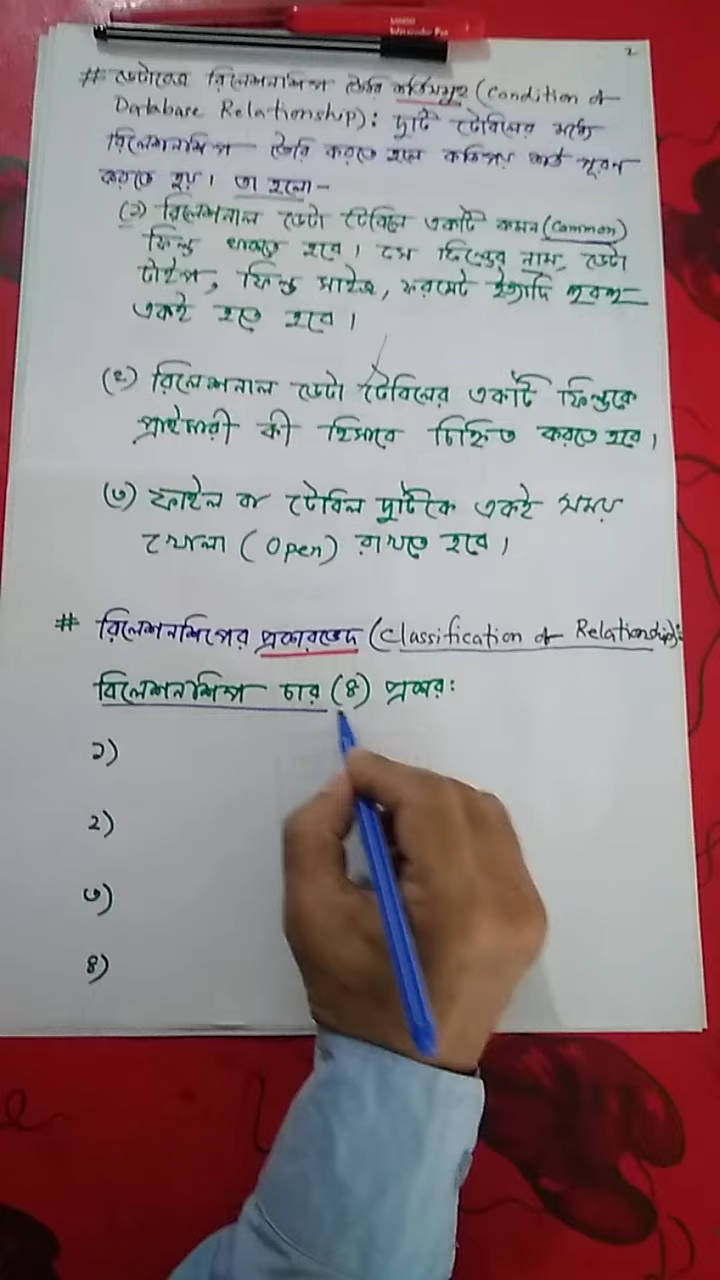 2
# ডেটাবেজ রিলেশনশিপ তৈরি শর্তসমূহ (Condition of
Database Relationship): দুটি টেবিলের মধ্যে
রিলেশনশিপ তৈরি করতে হলে কতিপয় শর্ত পূরণ
করতে হয়। তা হলো-
(১) রিলেশনাল ডেটা টেবিলে একটি কমন (Common)
ফিল্ড থাকতে হবে। যে ফিল্ডের নাম, ডেটা
টাইপ, ফিল্ড সাইজ, ফরমেট ইত্যাদি হুবহু
একই হতে হবে।
(২) রিলেশনাল ডেটা টেবিলের একটি ফিল্ডকে
প্রাইমারী কী হিসাবে চিহ্নিত করতে হবে।
(৩) ফাইল বা টেবিল দুটিকে একই সময়
খোলা (Open) রাখতে হবে।
# রিলেশনশিপের প্রকারভেদ (Classification of Relationship):
রিলেশনশিপ চার (৪) প্রকার:
১)
২)
৩)
৪)